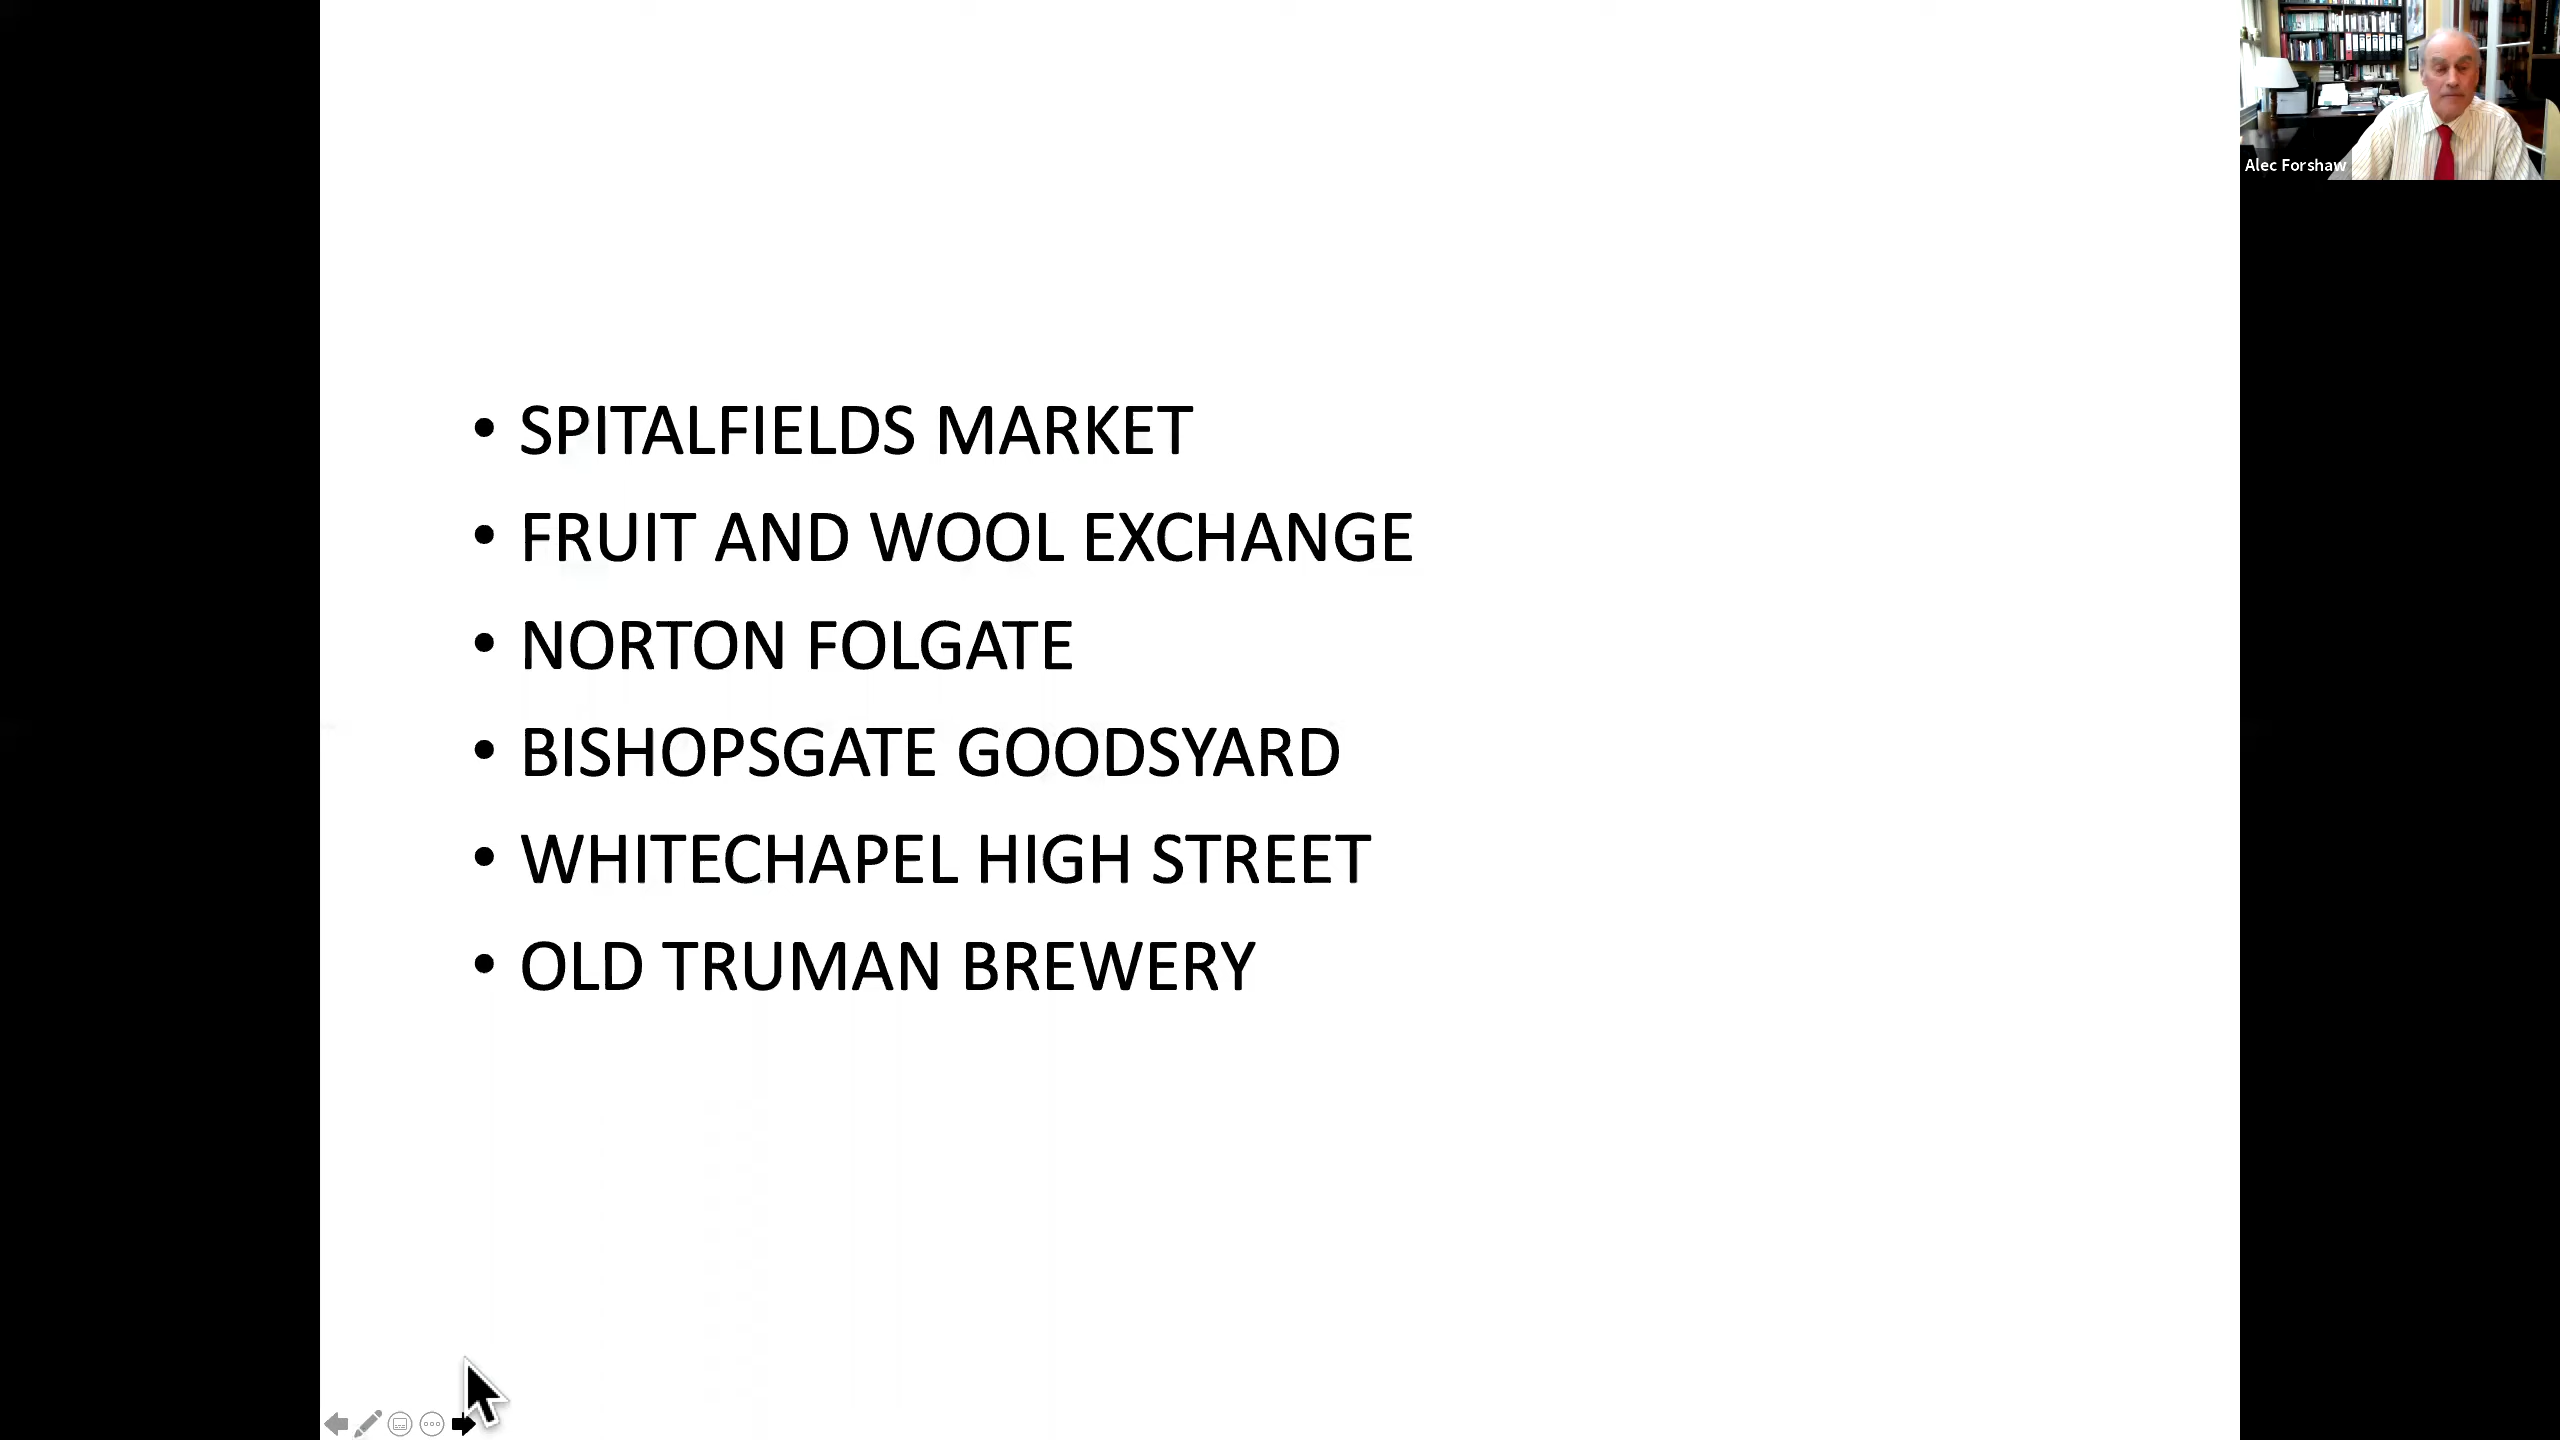 Alec Forshaw
• SPITALFIELDS MARKET
• FRUIT AND WOOL EXCHANGE
• NORTON FOLGATE
• BISHOPSGATE GOODSYARD
• WHITECHAPEL HIGH STREET
• OLD TRUMAN BREWERY